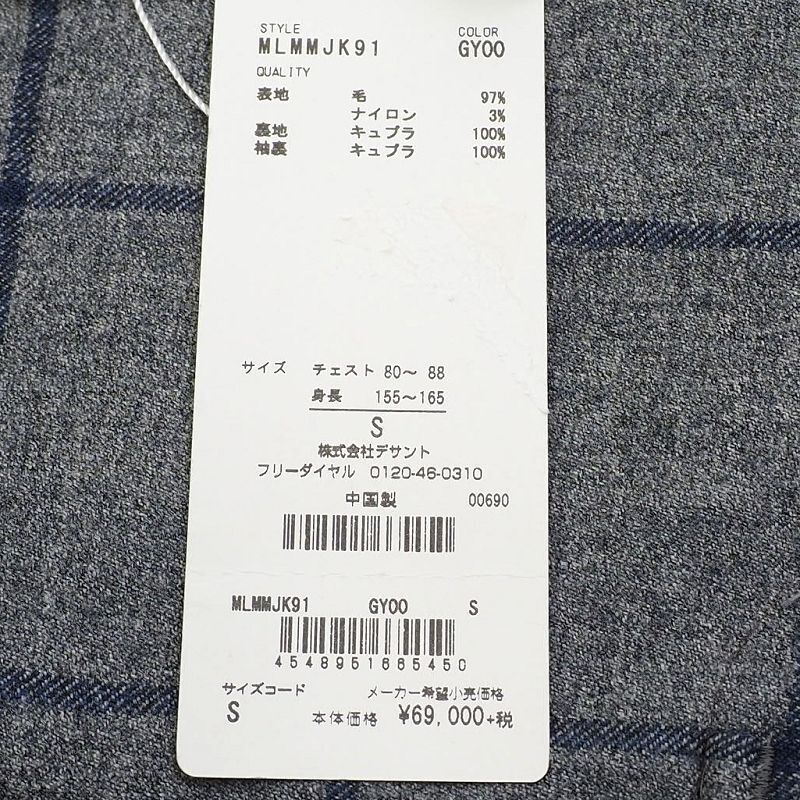 STYLE COLOR
MLMMJK91 GY00
QUALITY
表地 毛 97%
ナイロン 3%
裏地 キュプラ 100%
袖裏 キュプラ 100%
サイズ チェスト 80～ 88
身長 155～165
S
株式会社デサント
フリーダイヤル 0120-46-0310
中国製 00690
MLMMJK91 GY00 S
4548951665450
サイズコード メーカー希望小売価格
S 本体価格 ¥69,000+税